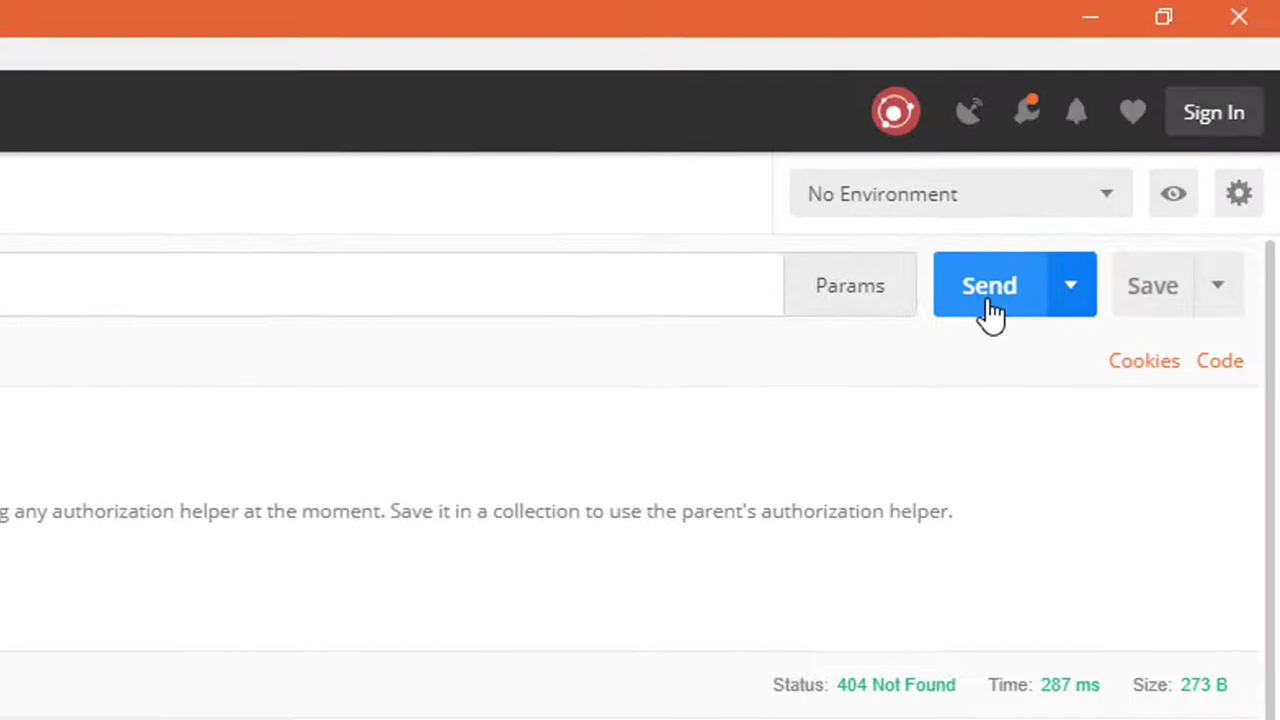 Sign In
No Environment
Params Send Save
Cookies Code
g any authorization helper at the moment. Save it in a collection to use the parent's authorization helper.
Status: 404 Not Found Time: 287 ms Size: 273 B